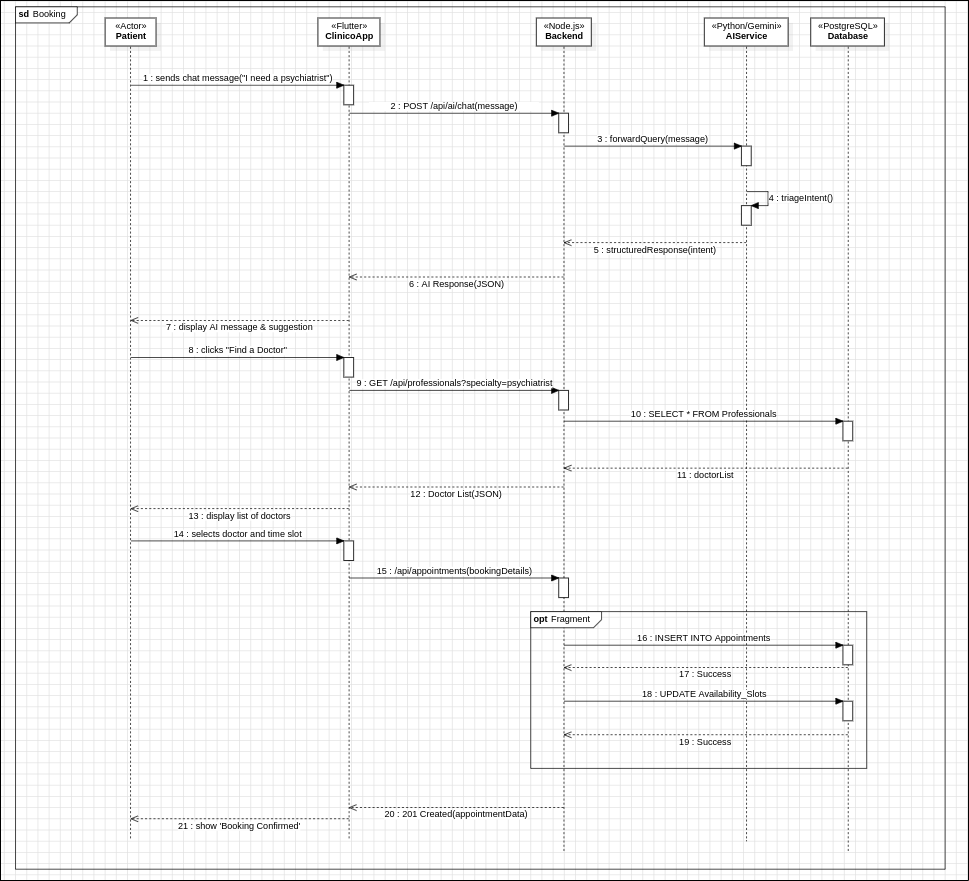 sd Booking
«Actor»
Patient
«Flutter»
ClinicoApp
«Node.js»
Backend
«Python/Gemini»
AIService
«PostgreSQL»
Database
1 : sends chat message("I need a psychiatrist")
2 : POST /api/ai/chat(message)
3 : forwardQuery(message)
4 : triageIntent()
5 : structuredResponse(intent)
6 : AI Response(JSON)
7 : display AI message & suggestion
8 : clicks "Find a Doctor"
9 : GET /api/professionals?specialty=psychiatrist
10 : SELECT * FROM Professionals
11 : doctorList
12 : Doctor List(JSON)
13 : display list of doctors
14 : selects doctor and time slot
15 : /api/appointments(bookingDetails)
opt Fragment
16 : INSERT INTO Appointments
17 : Success
18 : UPDATE Availability_Slots
19 : Success
20 : 201 Created(appointmentData)
21 : show 'Booking Confirmed'